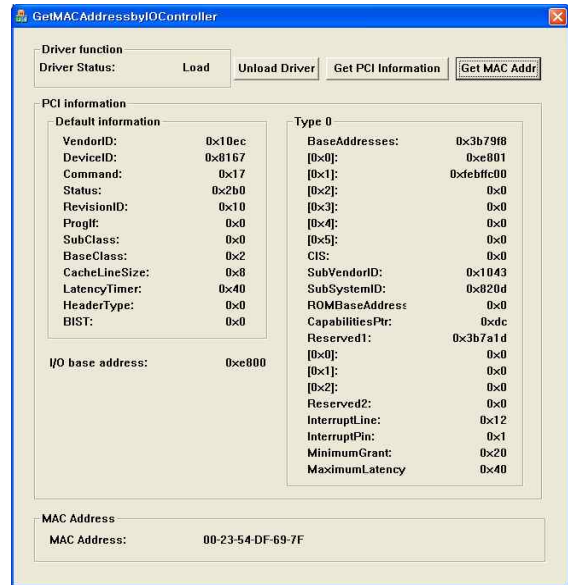 GetMACAddressbyIOController
Driver function
Driver Status: Load
Unload Driver
Get PCI Information
Get MAC Addr
PCI information
Default information
VendorID: 0x10ec
DeviceID: 0x8167
Command: 0x17
Status: 0x2b0
RevisionID: 0x10
ProgIf: 0x0
SubClass: 0x0
BaseClass: 0x2
CacheLineSize: 0x8
LatencyTimer: 0x40
HeaderType: 0x0
BIST: 0x0
I/O base address: 0xe800
Type 0
BaseAddresses: 0x3b79f8
[0x0]: 0xe801
[0x1]: 0xfebffc00
[0x2]: 0x0
[0x3]: 0x0
[0x4]: 0x0
[0x5]: 0x0
CIS: 0x0
SubVendorID: 0x1043
SubSystemID: 0x820d
ROMBaseAddress 0x0
CapabilitiesPtr: 0xdc
Reserved1: 0x3b7a1d
[0x0]: 0x0
[0x1]: 0x0
[0x2]: 0x0
Reserved2: 0x0
InterruptLine: 0x12
InterruptPin: 0x1
MinimumGrant: 0x20
MaximumLatency 0x40
MAC Address
MAC Address: 00-23-54-DF-69-7F